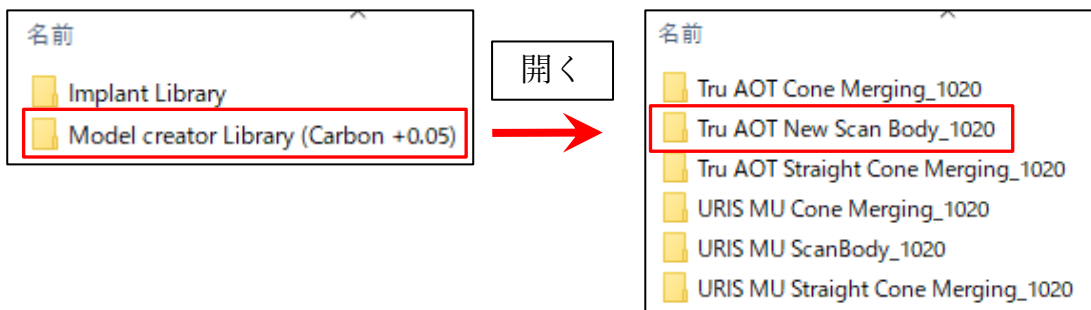 名前
Implant Library
Model creator Library (Carbon +0.05)
開く
名前
Tru AOT Cone Merging_1020
Tru AOT New Scan Body_1020
Tru AOT Straight Cone Merging_1020
URIS MU Cone Merging_1020
URIS MU ScanBody_1020
URIS MU Straight Cone Merging_1020